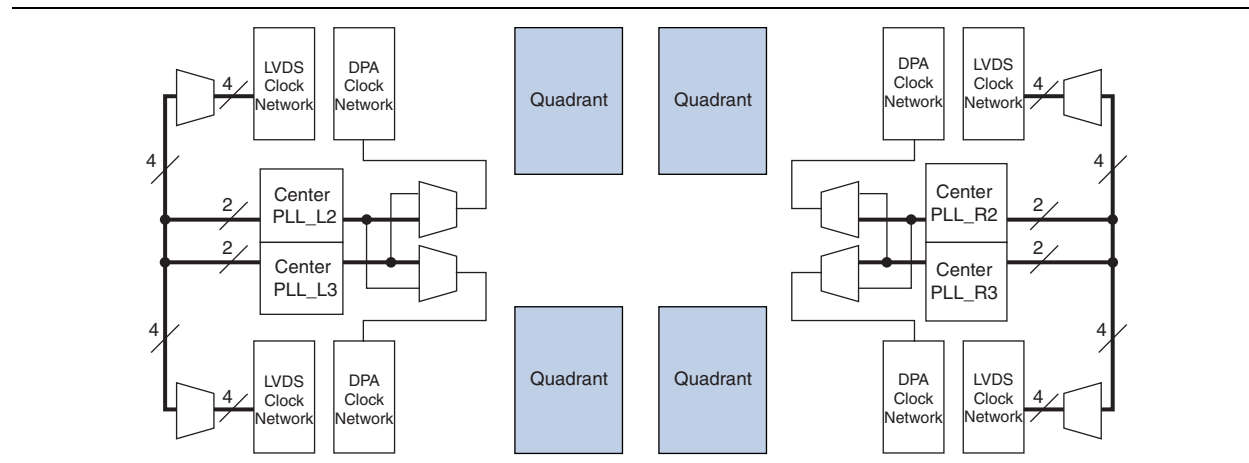 LVDS
Clock
Network
DPA
Clock
Network
Quadrant
Quadrant
DPA
Clock
Network
LVDS
Clock
Network
4
4
4
4
Center
PLL_L2
2
Center
PLL_R2
2
2
Center
PLL_L3
2
Center
PLL_R3
4
4
LVDS
Clock
Network
DPA
Clock
Network
Quadrant
Quadrant
DPA
Clock
Network
LVDS
Clock
Network
4
4